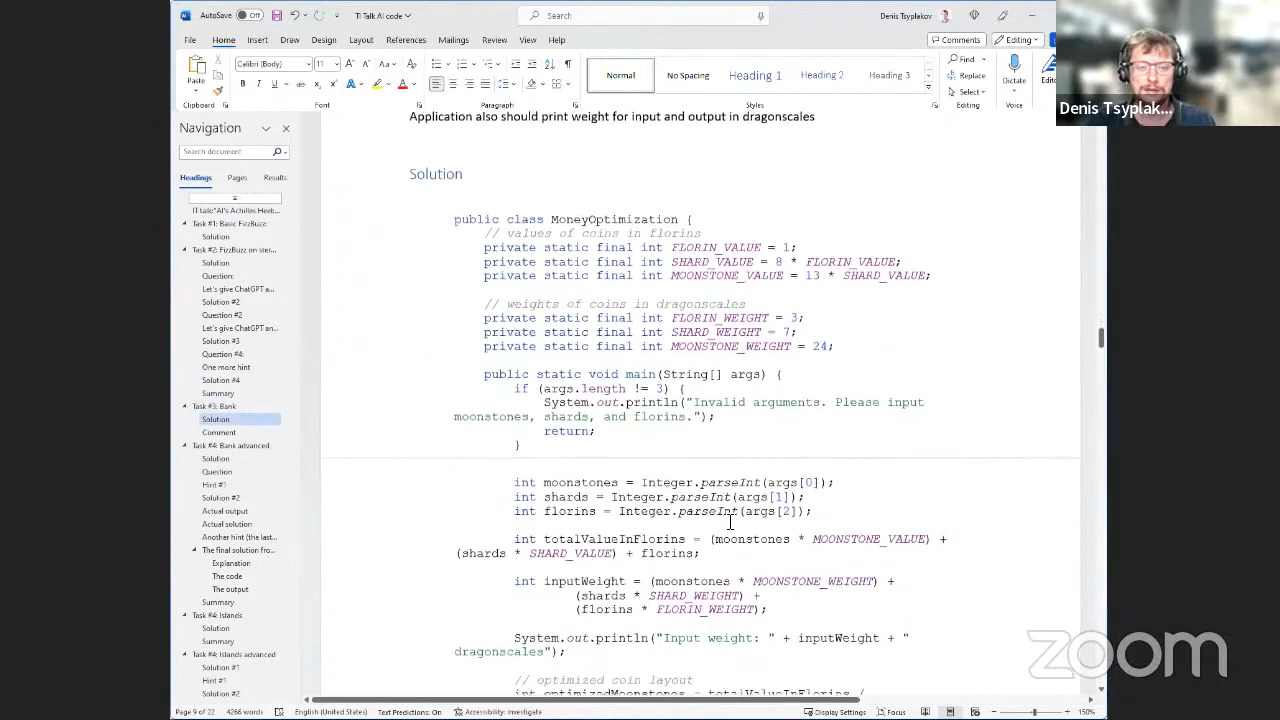 AutoSave Off
TI Talk AI code
Search
Denis Tsyplakov
File Home Insert Draw Design Layout References Mailings Review View Help
Comments Editing
Paste
Calibri (Body) 11
Normal No Spacing Heading 1 Heading 2 Heading 3
Find
Replace
Select
Dictate
Clipboard Font Paragraph Styles Editing Voice
Denis Tsyplak...
Navigation
Search document
Headings Pages Results
IT talk "AI's Achilles Heel...
Task #1: Basic FizzBuzz
Solution
Task #2: FizzBuzz on ster...
Solution
Question:
Let's give ChatGPT a...
Solution #2
Question #2
Let's give ChatGPT an...
Solution #3
Question #4:
One more hint
Solution #4
Summary
Task #3: Bank
Solution
Comment
Task #4: Bank advanced
Solution
Question
Hint #1
Solution #2
Actual output
Actual solution
Another hint (the last...
The final solution fro...
Explanation
The code
The output
Summary
Task #4: Islands
Solution
Summary
Task #4: Islands advanced
Solution #1
Hint #1
Solution #2
Application also should print weight for input and output in dragonscales
Solution
public class MoneyOptimization {
// values of coins in florins
private static final int FLORIN_VALUE = 1;
private static final int SHARD_VALUE = 8 * FLORIN_VALUE;
private static final int MOONSTONE_VALUE = 13 * SHARD_VALUE;
// weights of coins in dragonscales
private static final int FLORIN_WEIGHT = 3;
private static final int SHARD_WEIGHT = 7;
private static final int MOONSTONE_WEIGHT = 24;
public static void main(String[] args) {
if (args.length != 3) {
System.out.println("Invalid arguments. Please input
moonstones, shards, and florins.");
return;
}
int moonstones = Integer.parseInt(args[0]);
int shards = Integer.parseInt(args[1]);
int florins = Integer.parseInt(args[2]);
int totalValueInFlorins = (moonstones * MOONSTONE_VALUE) +
(shards * SHARD_VALUE) + florins;
int inputWeight = (moonstones * MOONSTONE_WEIGHT) +
(shards * SHARD_WEIGHT) +
(florins * FLORIN_WEIGHT);
System.out.println("Input weight: " + inputWeight + "
dragonscales");
// optimized coin layout
int optimizedMoonstones = totalValueInFlorins /
zoom
Page 9 of 22 4266 words English (United States) Text Predictions: On Accessibility: Investigate Display Settings Focus 150%